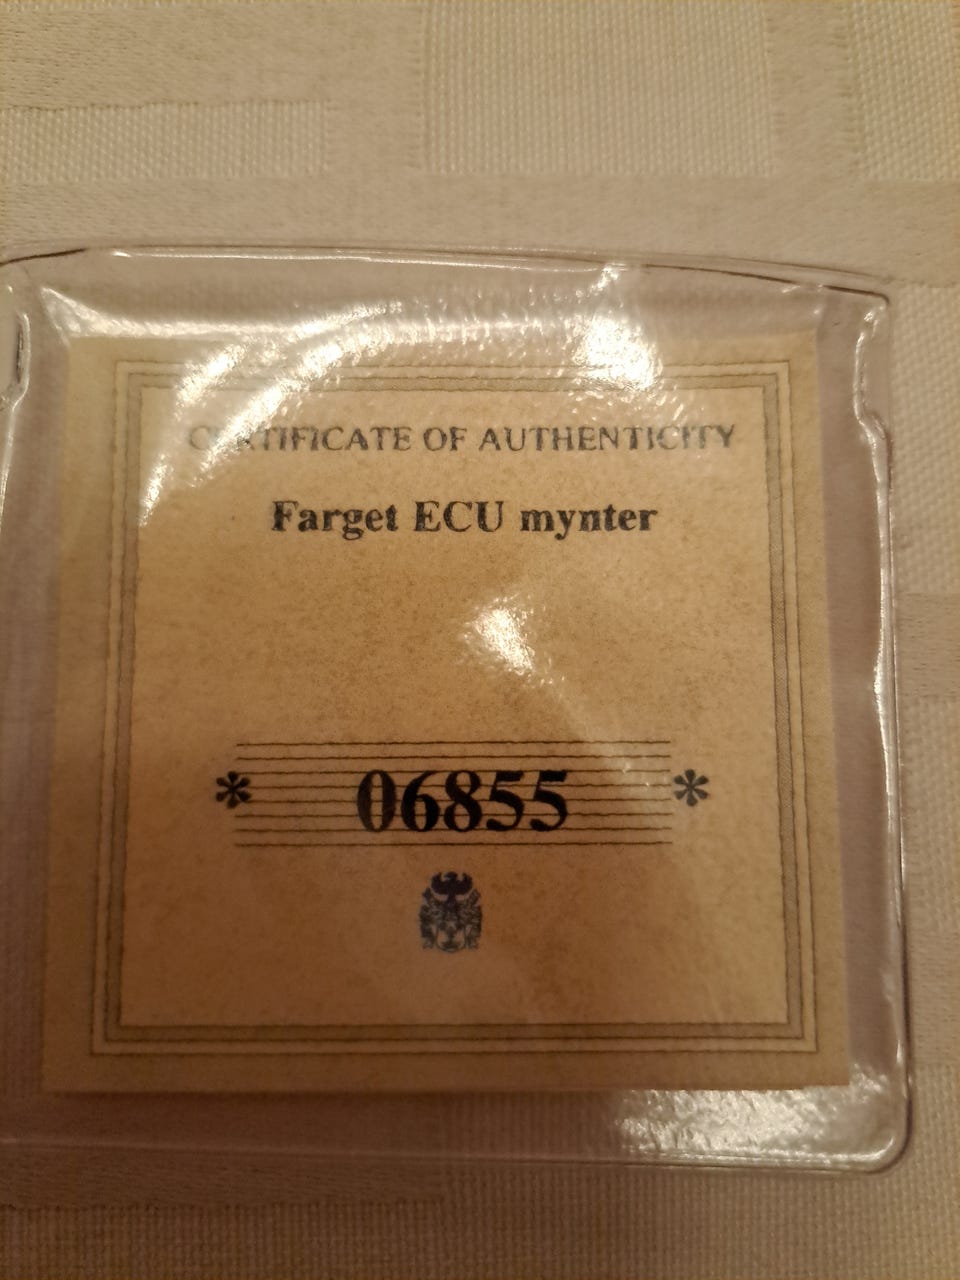 CERTIFICATE OF AUTHENTICITY
Farget ECU mynter
* 06855 *